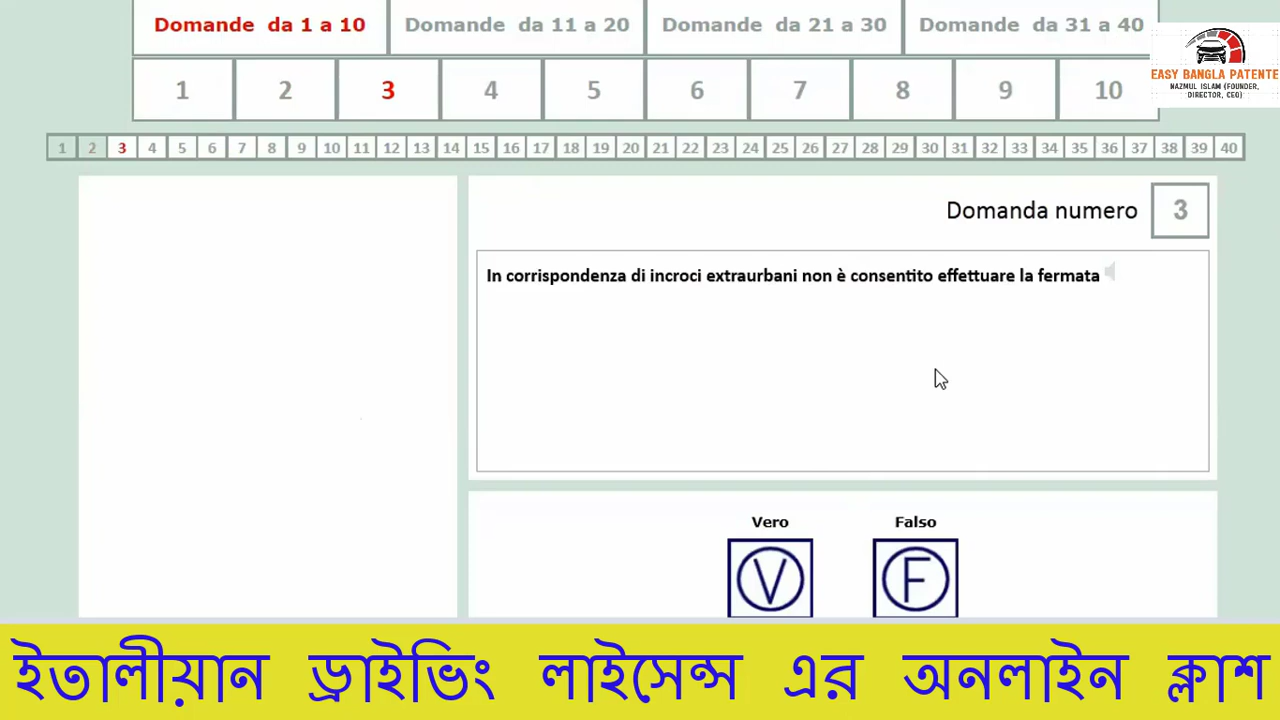 Domande da 1 a 10 Domande da 11 a 20 Domande da 21 a 30 Domande da 31 a 40
1 2 3 4 5 6 7 8 9 10
EASY BANGLA PATENTE
NAZMUL ISLAM (FOUNDER,
DIRECTOR, CEO)
1 2 3 4 5 6 7 8 9 10 11 12 13 14 15 16 17 18 19 20 21 22 23 24 25 26 27 28 29 30 31 32 33 34 35 36 37 38 39 40
Domanda numero 3
In corrispondenza di incroci extraurbani non è consentito effettuare la fermata
Vero Falso
V F
ইতালীয়ান ড্রাইভিং লাইসেন্স এর অনলাইন ক্লাশ